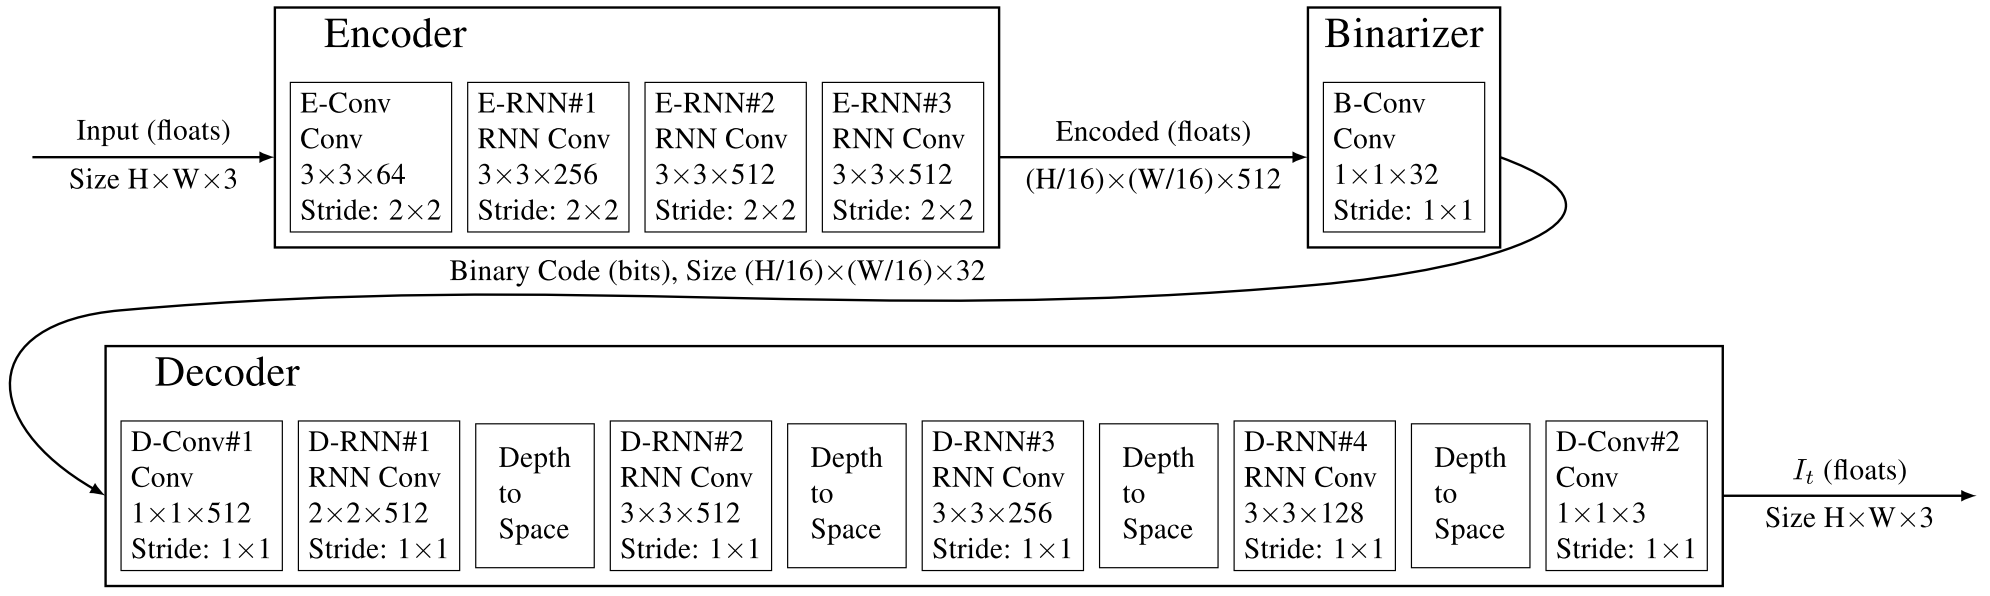 Encoder
E-Conv
Conv
3×3×64
Stride: 2×2
E-RNN#1
RNN Conv
3×3×256
Stride: 2×2
E-RNN#2
RNN Conv
3×3×512
Stride: 2×2
E-RNN#3
RNN Conv
3×3×512
Stride: 2×2
Input (floats)
Size H×W×3
Encoded (floats)
(H/16)×(W/16)×512
Binarizer
B-Conv
Conv
1×1×32
Stride: 1×1
Binary Code (bits), Size (H/16)×(W/16)×32
Decoder
D-Conv#1
Conv
1×1×512
Stride: 1×1
D-RNN#1
RNN Conv
2×2×512
Stride: 1×1
Depth
to
Space
D-RNN#2
RNN Conv
3×3×512
Stride: 1×1
Depth
to
Space
D-RNN#3
RNN Conv
3×3×256
Stride: 1×1
Depth
to
Space
D-RNN#4
RNN Conv
3×3×128
Stride: 1×1
Depth
to
Space
D-Conv#2
Conv
1×1×3
Stride: 1×1
I_t (floats)
Size H×W×3